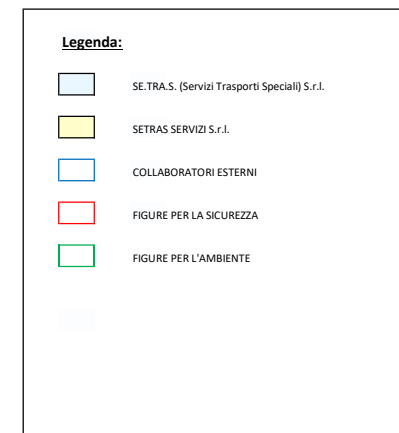 Legenda:
SE.TRA.S. (Servizi Trasporti Speciali) S.r.l.
SETRAS SERVIZI S.r.l.
COLLABORATORI ESTERNI
FIGURE PER LA SICUREZZA
FIGURE PER L'AMBIENTE